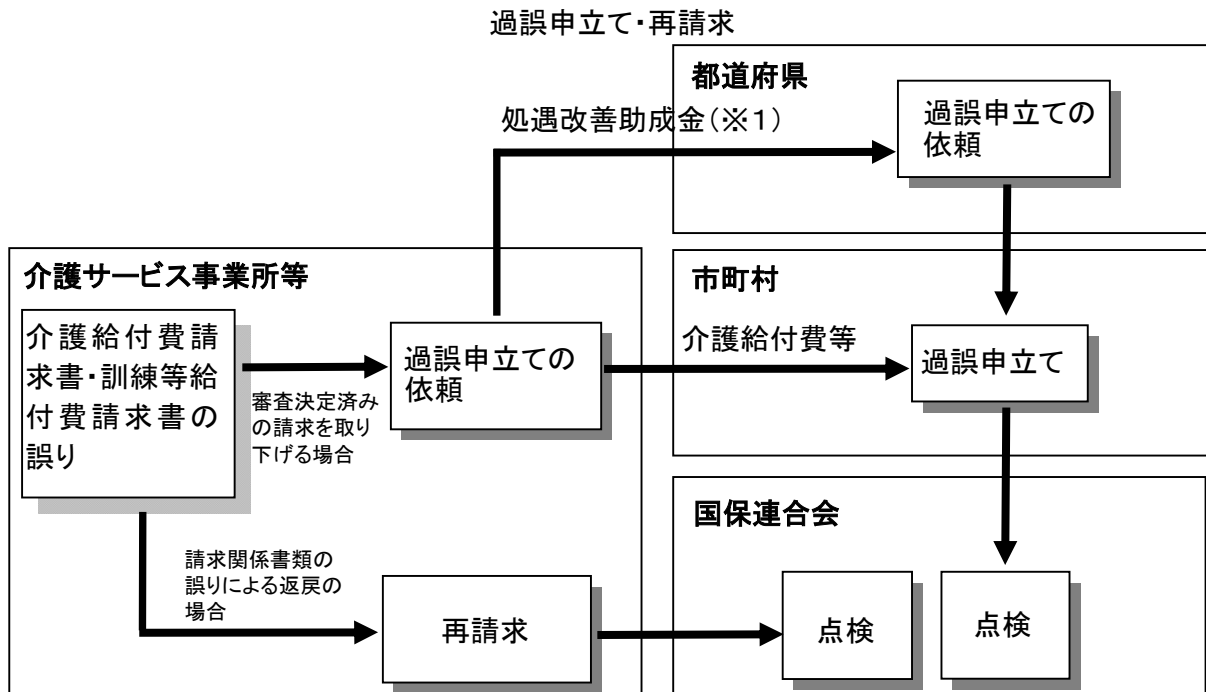 過誤申立て・再請求
都道府県
過誤申立ての
依頼
処遇改善助成金(※1)
介護サービス事業所等
介護給付費請
求書・訓練等給
付費請求書の
誤り
審査決定済み
の請求を取り
下げる場合
過誤申立ての
依頼
市町村
介護給付費等
過誤申立て
請求関係書類の
誤りによる返戻の
場合
再請求
国保連合会
点検
点検